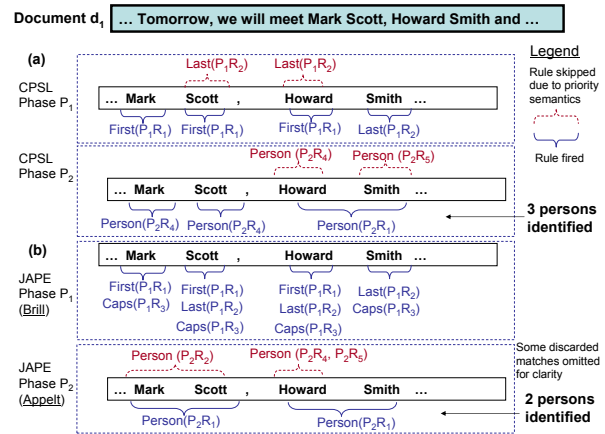 Document d1 … Tomorrow, we will meet Mark Scott, Howard Smith and …
Legend
Rule skipped
due to priority
semantics
Rule fired
(a)
CPSL
Phase P1
Last(P1R2) Last(P1R2)
… Mark Scott , Howard Smith …
First(P1R1) First(P1R1) First(P1R1) Last(P1R2)
CPSL
Phase P2
Person (P2R4) Person (P2R5)
… Mark Scott , Howard Smith …
Person(P2R4) Person(P2R4) Person(P2R1)
3 persons
identified
(b)
JAPE
Phase P1
(Brill)
… Mark Scott , Howard Smith …
First(P1R1) First(P1R1) First(P1R1) Last(P1R2)
Caps(P1R3) Last(P1R2) Last(P1R2) Caps(P1R3)
Caps(P1R3) Caps(P1R3)
JAPE
Phase P2
(Appelt)
Person (P2R2) Person (P2R4, P2R5)
… Mark Scott , Howard Smith …
Person(P2R1) Person(P2R1)
Some discarded
matches omitted
for clarity
2 persons
identified